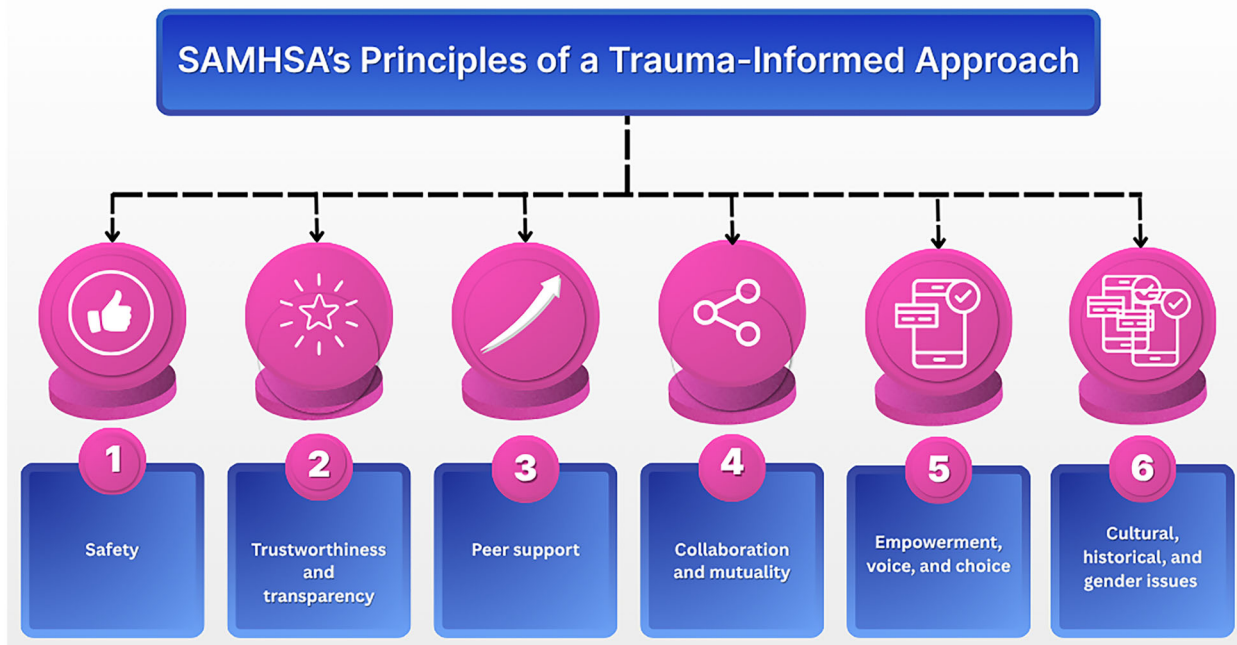 SAMHSA's Principles of a Trauma-Informed Approach
1
Safety
2
Trustworthiness
and
transparency
3
Peer support
4
Collaboration
and mutuality
5
Empowerment,
voice, and choice
6
Cultural,
historical, and
gender issues